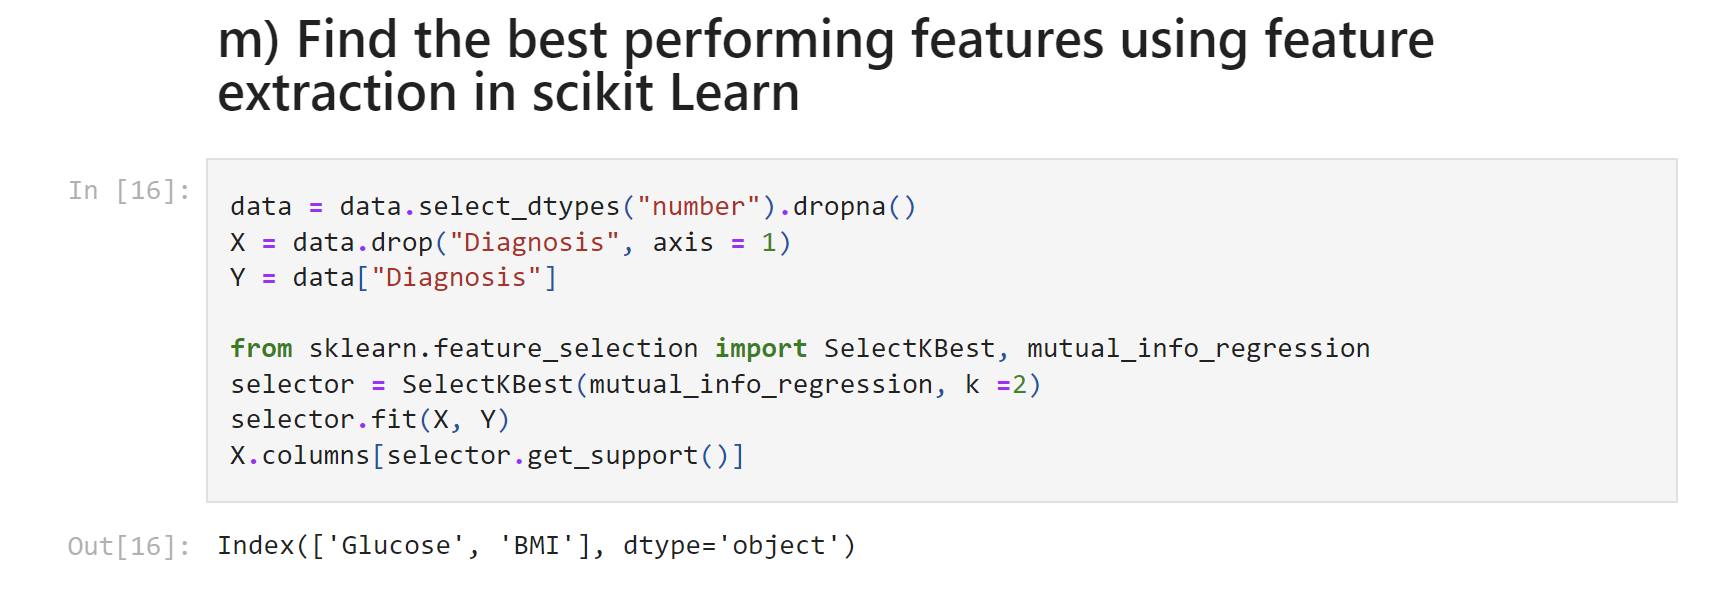 m) Find the best performing features using feature
extraction in scikit Learn
In [16]:
data = data.select_dtypes("number").dropna()
X = data.drop("Diagnosis", axis = 1)
Y = data["Diagnosis"]
from sklearn.feature_selection import SelectKBest, mutual_info_regression
selector = SelectKBest(mutual_info_regression, k =2)
selector.fit(X, Y)
X.columns[selector.get_support()]
Out[16]: Index(['Glucose', 'BMI'], dtype='object')